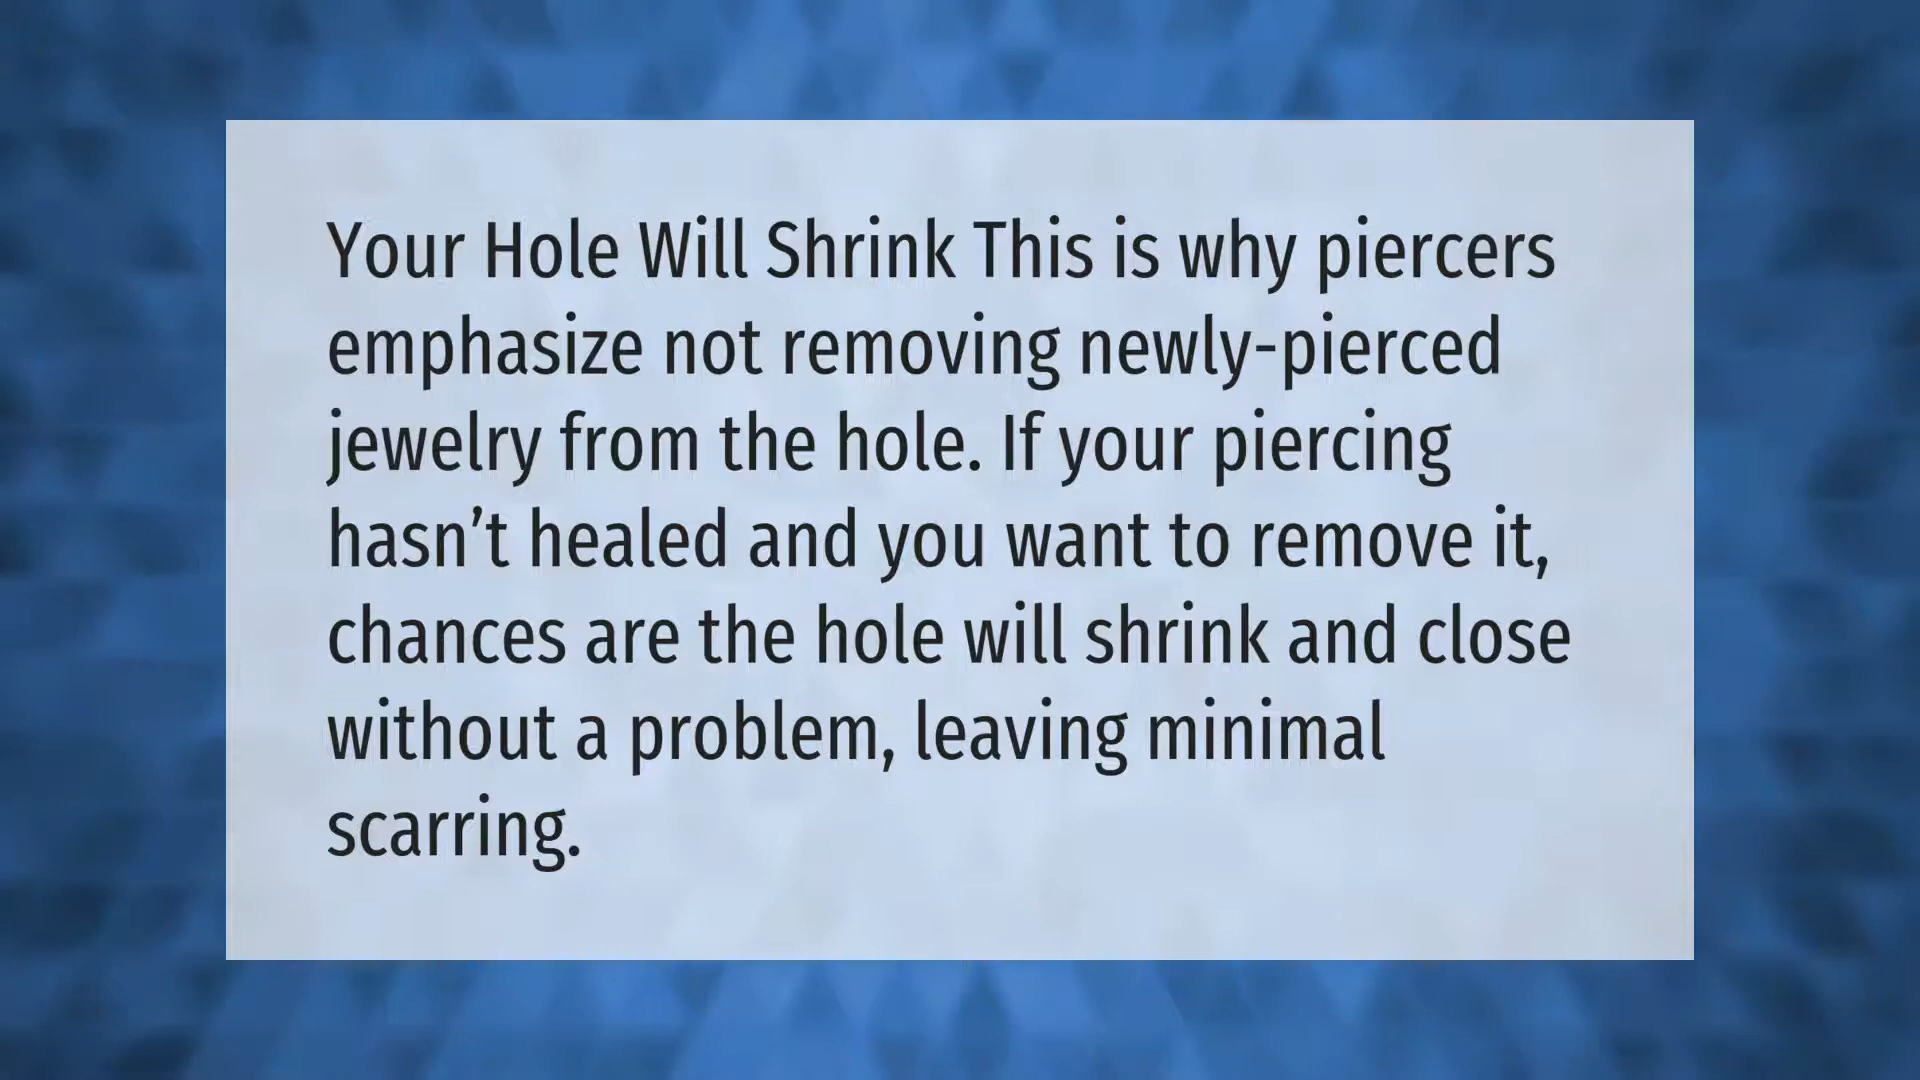 Your Hole Will Shrink This is why piercers
emphasize not removing newly-pierced
jewelry from the hole. If your piercing
hasn’t healed and you want to remove it,
chances are the hole will shrink and close
without a problem, leaving minimal
scarring.